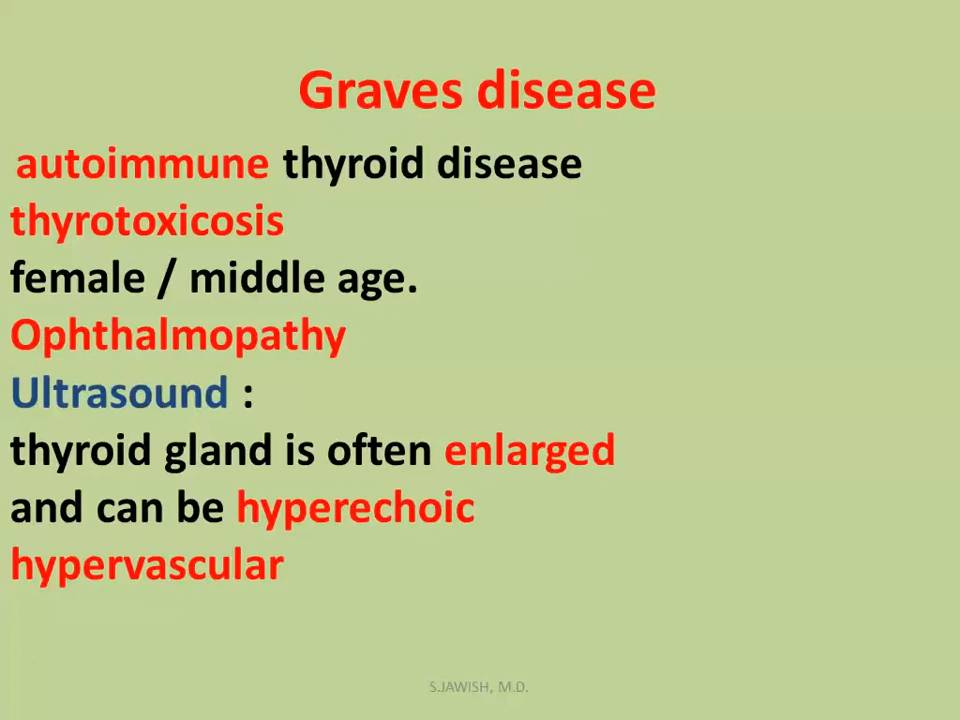 Graves disease
autoimmune thyroid disease
thyrotoxicosis
female / middle age.
Ophthalmopathy
Ultrasound :
thyroid gland is often enlarged
and can be hyperechoic
hypervascular
S.JAWISH, M.D.